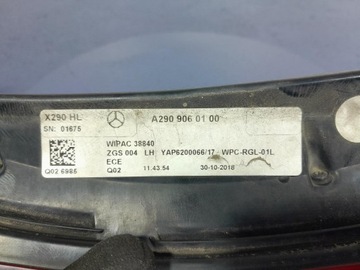 X290 HL
A290 906 01 00
SN: 01675
WIPAC 38840
ZGS 004 LH YAP6200066/17 WPC-RGL-01L
ECE
Q02 6985 Q02 11.43.54 30-10-2018